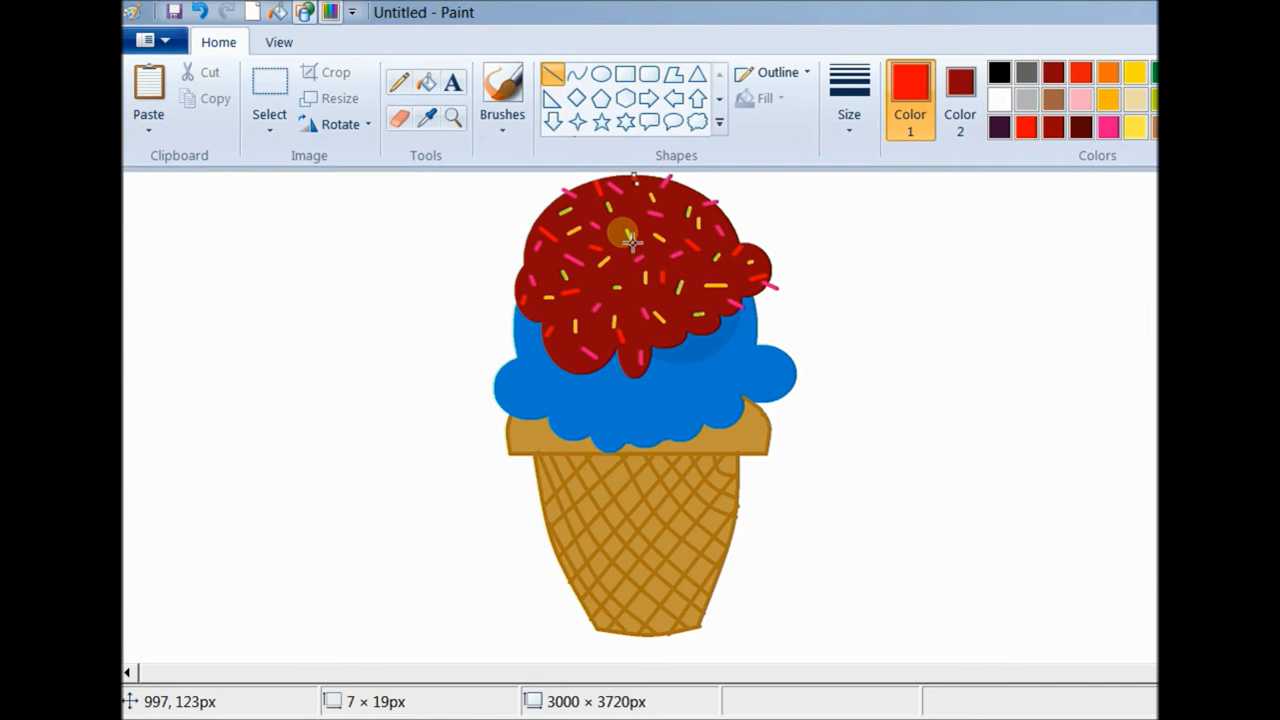 Untitled - Paint
Home View
Paste
Cut
Copy
Clipboard
Select
Crop
Resize
Rotate
Image
A
Tools
Brushes
Shapes
Outline
Fill
Size
Color 1
Color 2
Colors
997, 123px
7 × 19px
3000 × 3720px